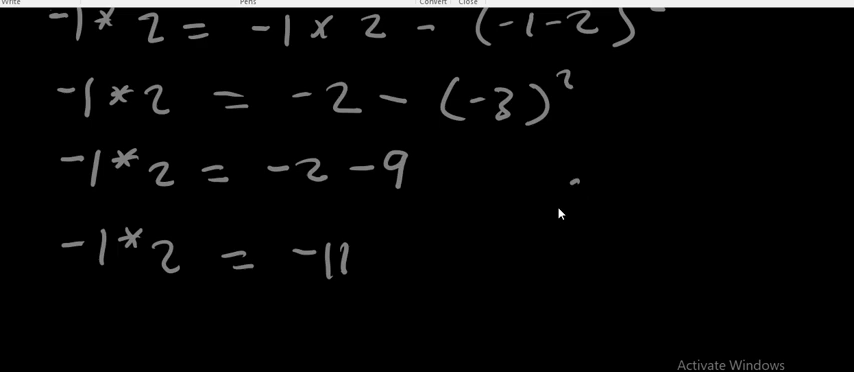 Write Pens Convert Close
-1 * 2 = -1 × 2 - (-1-2)²
-1 * 2 = -2 - (-3)²
-1 * 2 = -2 - 9
-1 * 2 = -11
Activate Windows